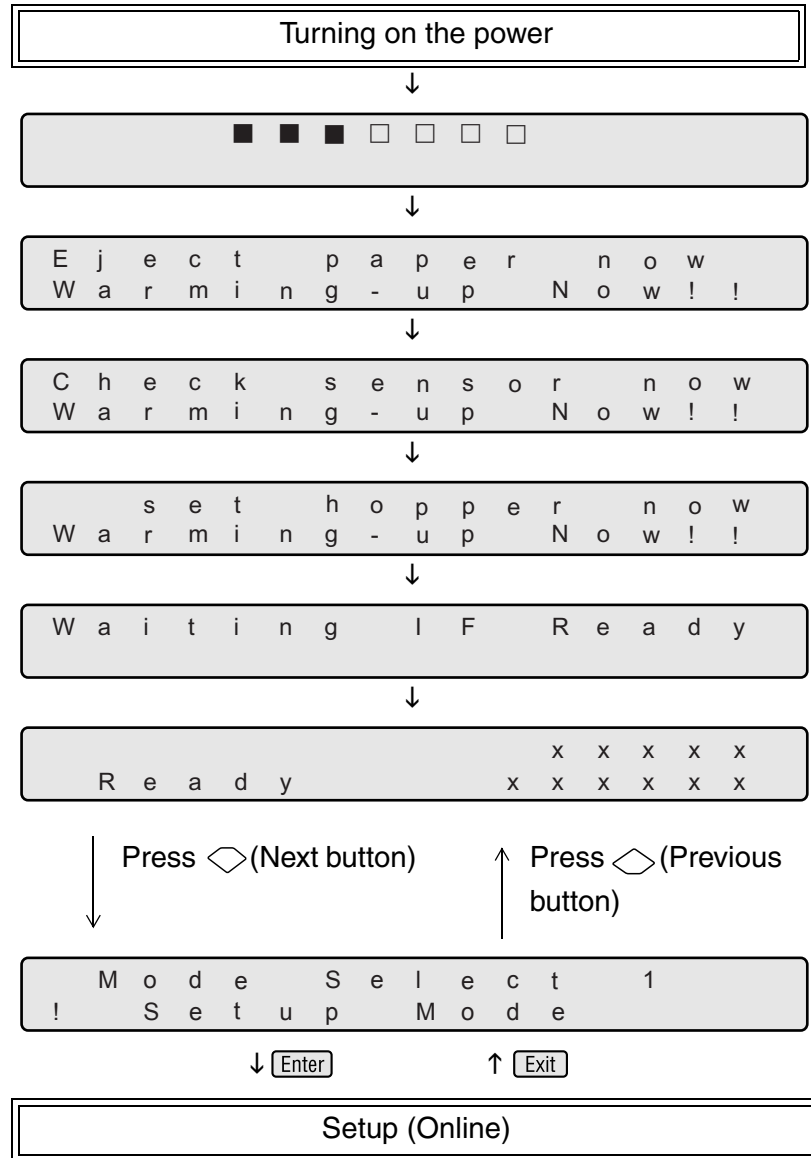 Turning on the power
↓
■ ■ ■ □ □ □ □
↓
Eject paper now
Warming-up Now!!
↓
Check sensor now
Warming-up Now!!
↓
set hopper now
Warming-up Now!!
↓
Waiting IF Ready
↓
xxxxx
Ready xxxxxx
↓ Press (Next button)
↑ Press (Previous button)
Mode Select 1
! Setup Mode
↓ Enter ↑ Exit
Setup (Online)